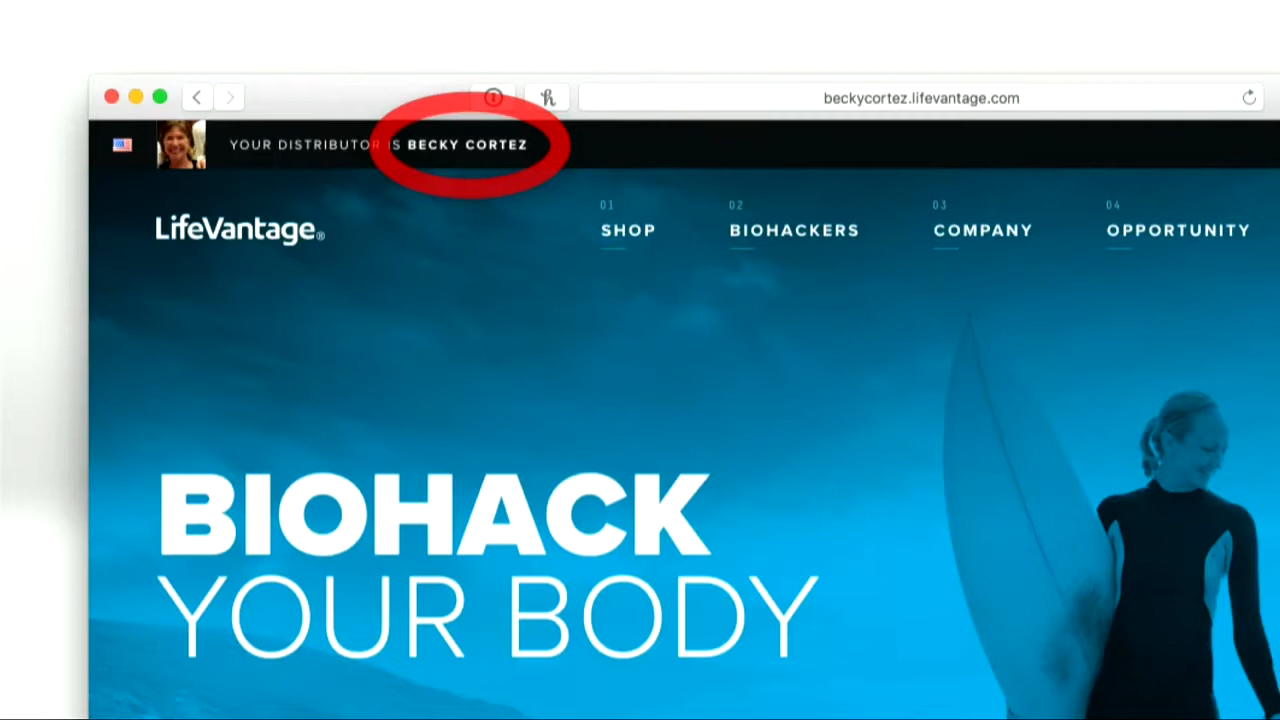 beckycortez.lifevantage.com
YOUR DISTRIBUTOR IS BECKY CORTEZ
LifeVantage®
01
SHOP
02
BIOHACKERS
03
COMPANY
04
OPPORTUNITY
BIOHACK
YOUR BODY